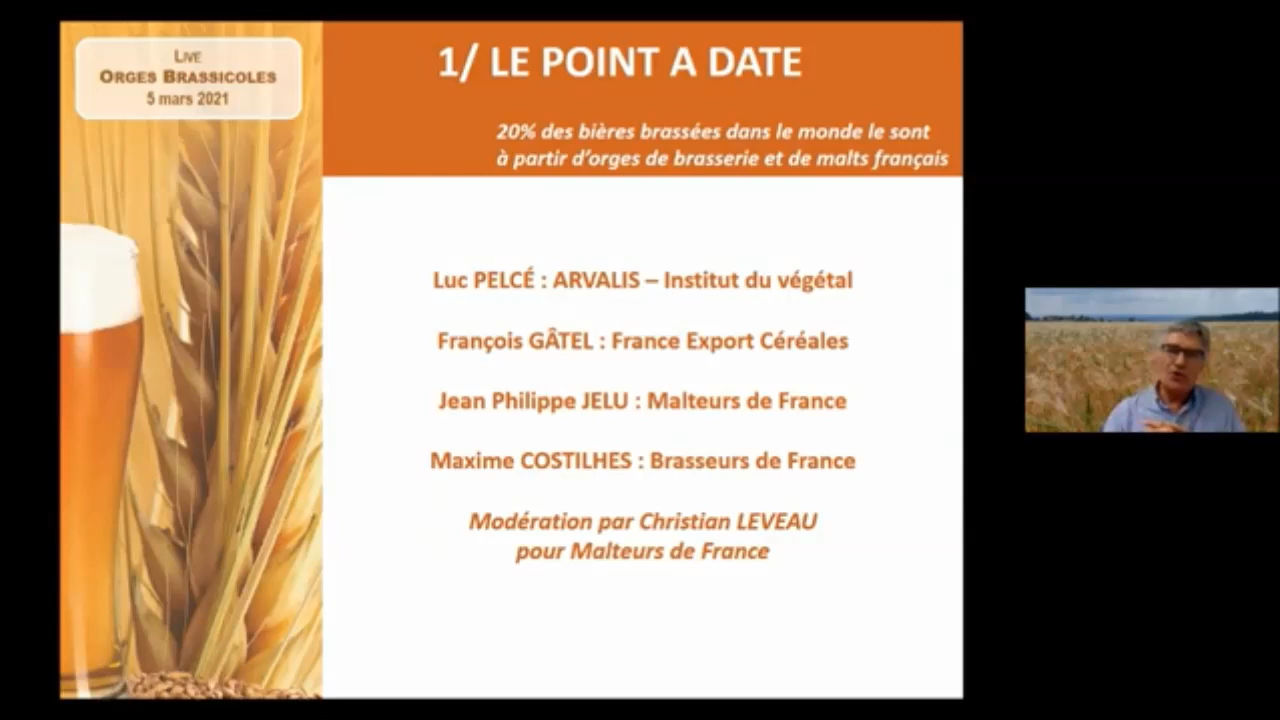 LIVE
ORGES BRASSICOLES
5 mars 2021
1/ LE POINT A DATE
20% des bières brassées dans le monde le sont
à partir d'orges de brasserie et de malts français
Luc PELCÉ : ARVALIS – Institut du végétal
François GÂTEL : France Export Céréales
Jean Philippe JELU : Malteurs de France
Maxime COSTILHES : Brasseurs de France
Modération par Christian LEVEAU
pour Malteurs de France